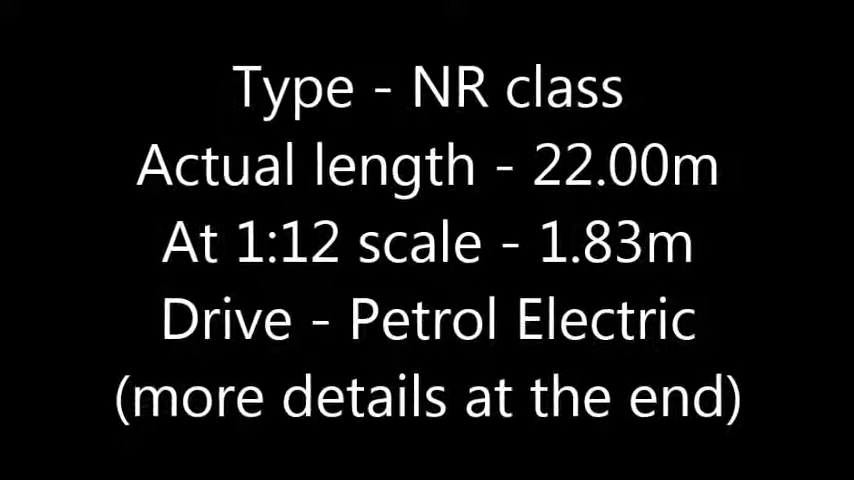 Type - NR class
Actual length - 22.00m
At 1:12 scale - 1.83m
Drive - Petrol Electric
(more details at the end)